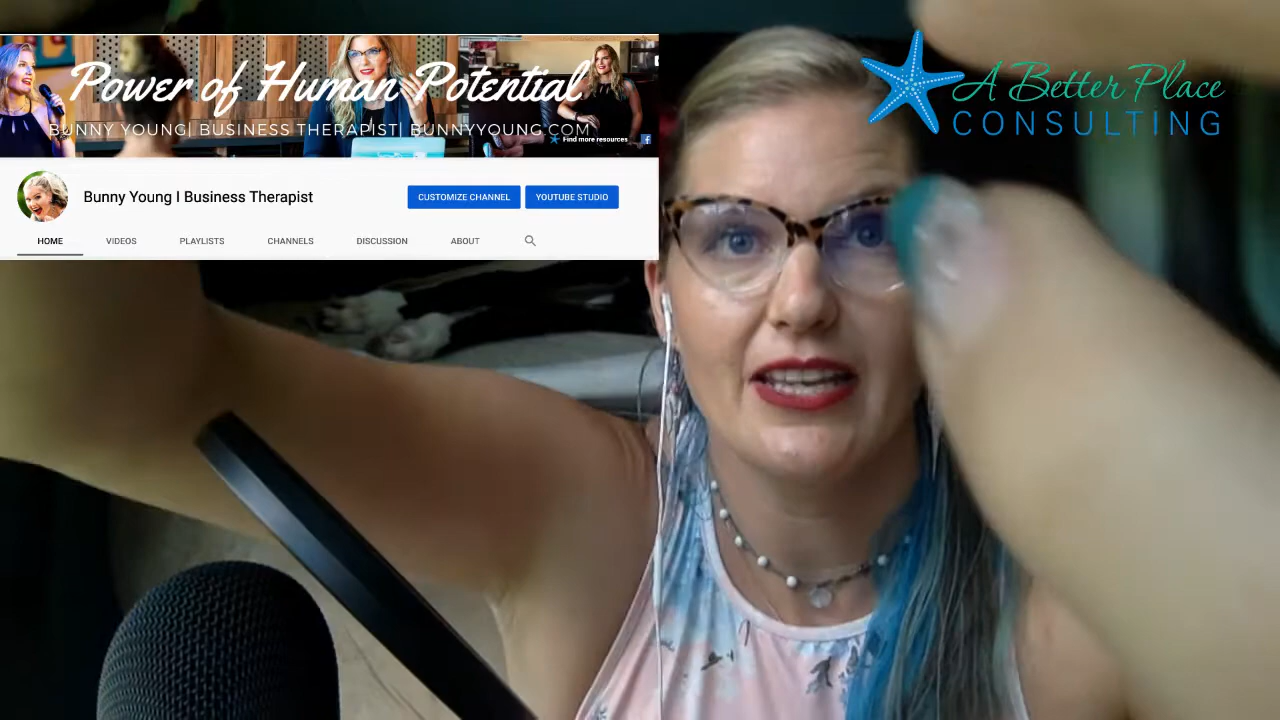 Power of Human Potential
BUNNY YOUNG| BUSINESS THERAPIST| BUNNYYOUNG.COM
Find more resources
Bunny Young I Business Therapist
CUSTOMIZE CHANNEL
YOUTUBE STUDIO
HOME
VIDEOS
PLAYLISTS
CHANNELS
DISCUSSION
ABOUT
A Better Place
CONSULTING